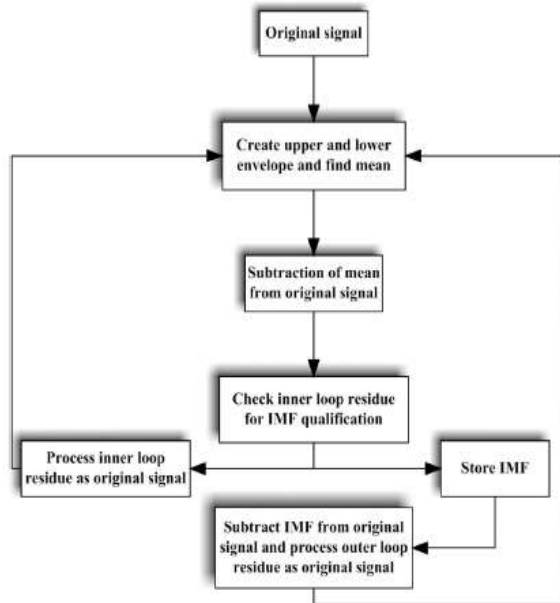 Original signal
Create upper and lower
envelope and find mean
Subtraction of mean
from original signal
Check inner loop residue
for IMF qualification
Process inner loop
residue as original signal
Store IMF
Subtract IMF from original
signal and process outer loop
residue as original signal